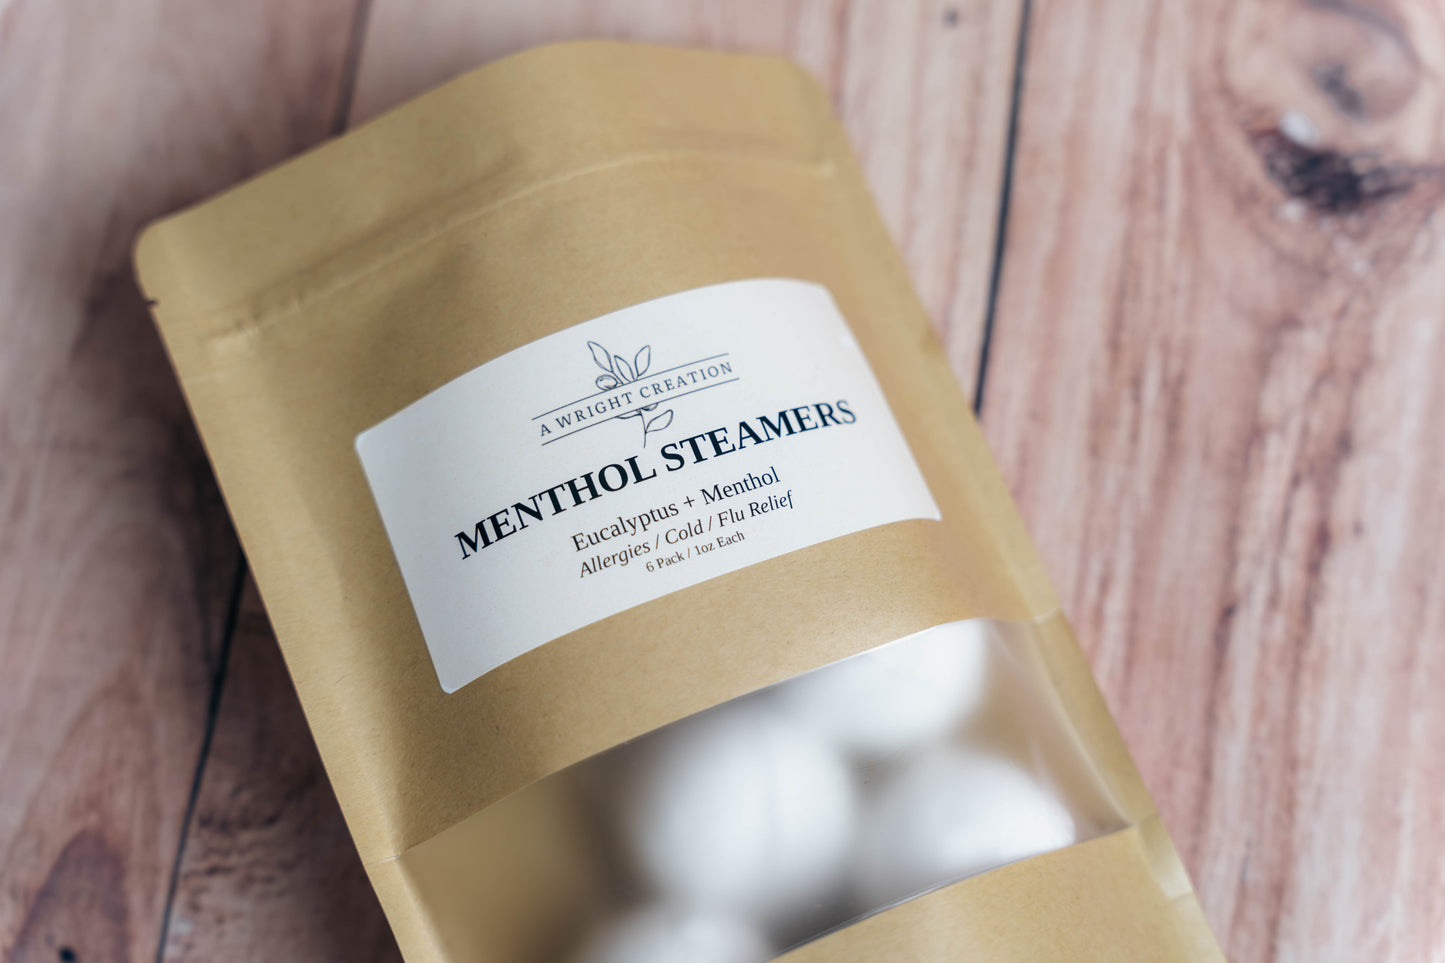 A WRIGHT CREATION
MENTHOL STEAMERS
Eucalyptus + Menthol
Allergies / Cold / Flu Relief
6 Pack / 1oz Each